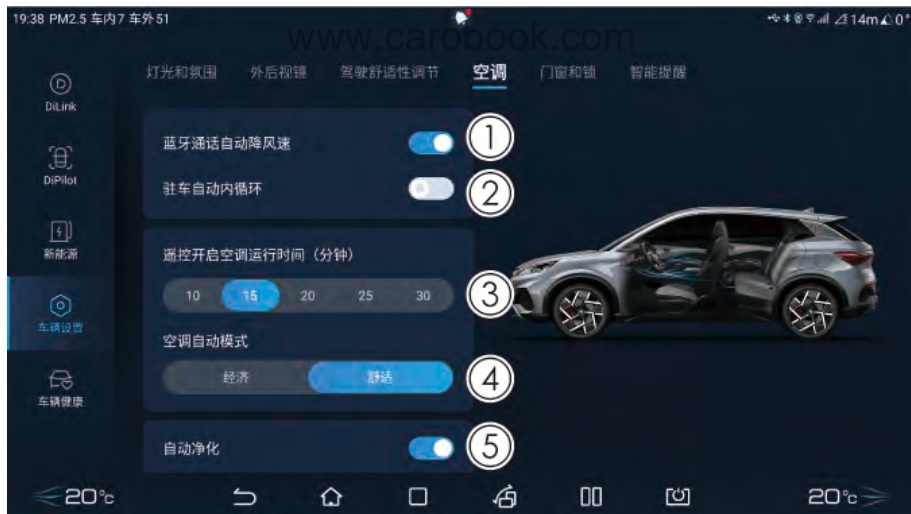 19:38 PM2.5 车内7 车外51
14m 0°
www.carobook.com
灯光和氛围 外后视镜 驾驶舒适性调节 空调 门窗和锁 智能提醒
DiLink
蓝牙通话自动降风速 1
DiPilot
驻车自动内循环 2
新能源
遥控开启空调运行时间（分钟）
10 15 20 25 30 3
车辆设置
空调自动模式
经济 舒适 4
车辆健康
自动净化 5
20°c 20°c